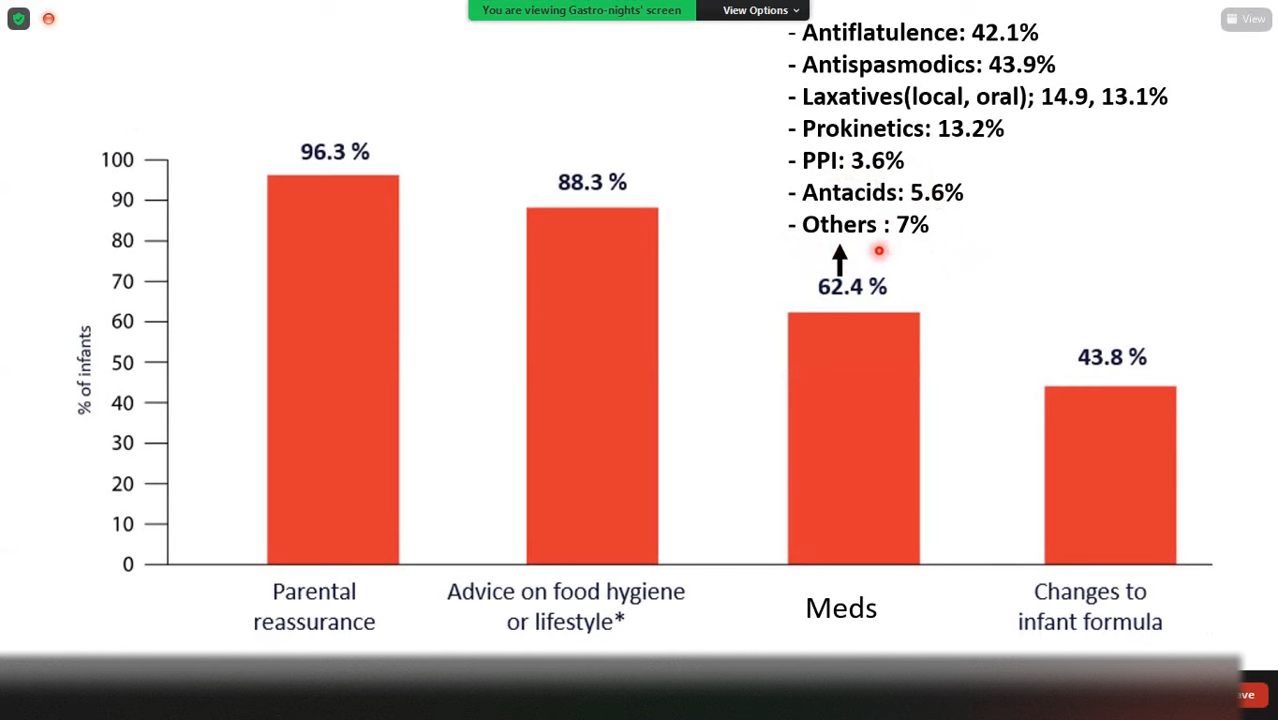 You are viewing Gastro-nights' screen
View Options
View
- Antiflatulence: 42.1%
- Antispasmodics: 43.9%
- Laxatives(local, oral); 14.9, 13.1%
- Prokinetics: 13.2%
- PPI: 3.6%
- Antacids: 5.6%
- Others : 7%
96.3 %
88.3 %
62.4 %
43.8 %
% of infants
100
90
80
70
60
50
40
30
20
10
0
Parental
reassurance
Advice on food hygiene
or lifestyle*
Meds
Changes to
infant formula